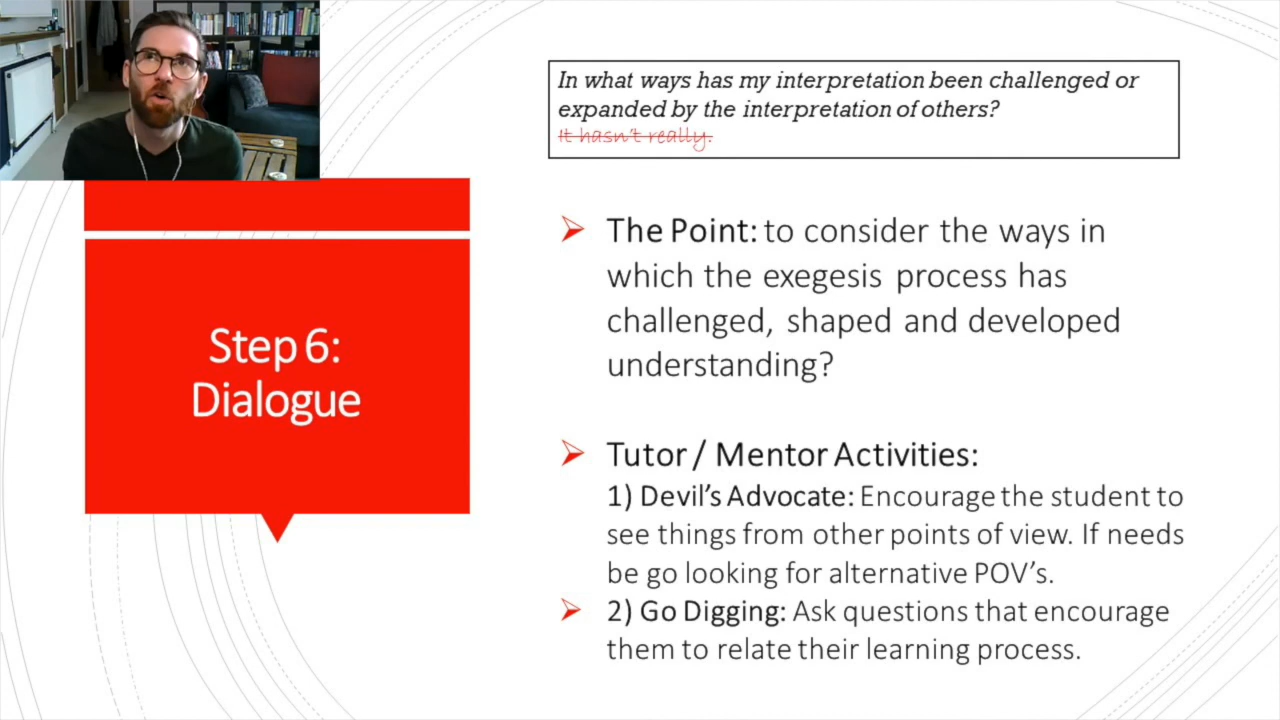 In what ways has my interpretation been challenged or
expanded by the interpretation of others?
It hasn't really.
Step 6:
Dialogue
The Point: to consider the ways in
which the exegesis process has
challenged, shaped and developed
understanding?
Tutor / Mentor Activities:
1) Devil's Advocate: Encourage the student to
see things from other points of view. If needs
be go looking for alternative POV's.
2) Go Digging: Ask questions that encourage
them to relate their learning process.